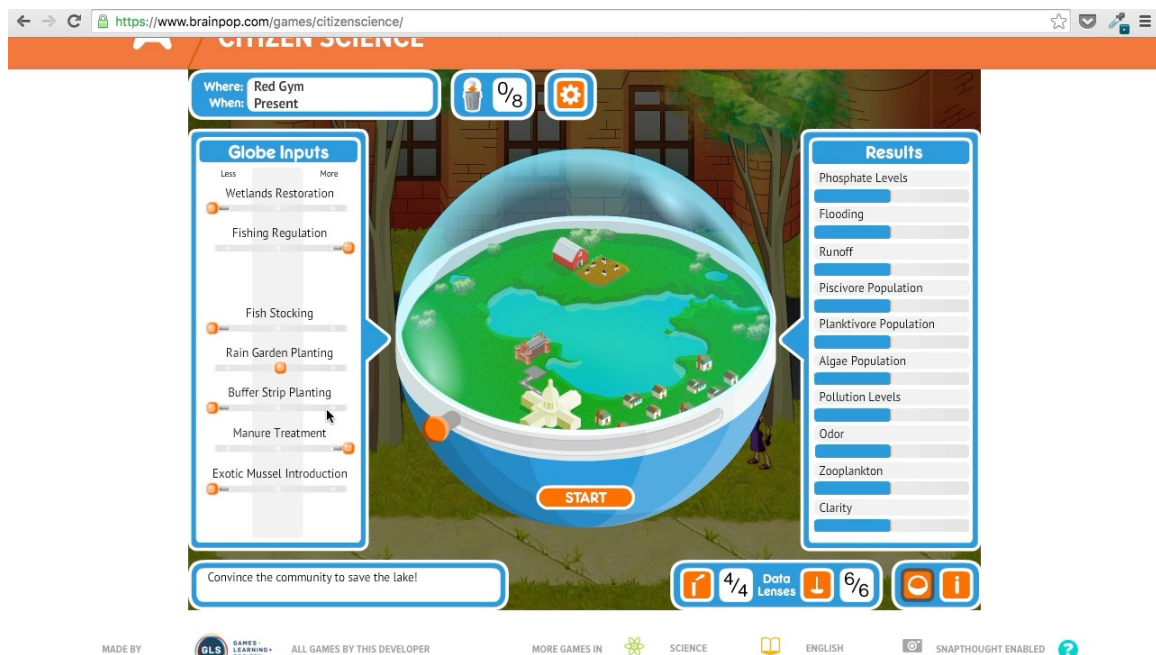 https://www.brainpop.com/games/citizenscience/
CITIZEN SCIENCE
Where: Red Gym
When: Present
0/8
Globe Inputs
Less More
Wetlands Restoration
Fishing Regulation
Fish Stocking
Rain Garden Planting
Buffer Strip Planting
Manure Treatment
Exotic Mussel Introduction
START
Results
Phosphate Levels
Flooding
Runoff
Piscivore Population
Planktivore Population
Algae Population
Pollution Levels
Odor
Zooplankton
Clarity
Convince the community to save the lake!
4/4 Data Lenses 6/6
i
MADE BY
GLS
GAMES+
LEARNING+
SOCIETY
ALL GAMES BY THIS DEVELOPER
MORE GAMES IN
SCIENCE
ENGLISH
SNAPTHOUGHT ENABLED
?